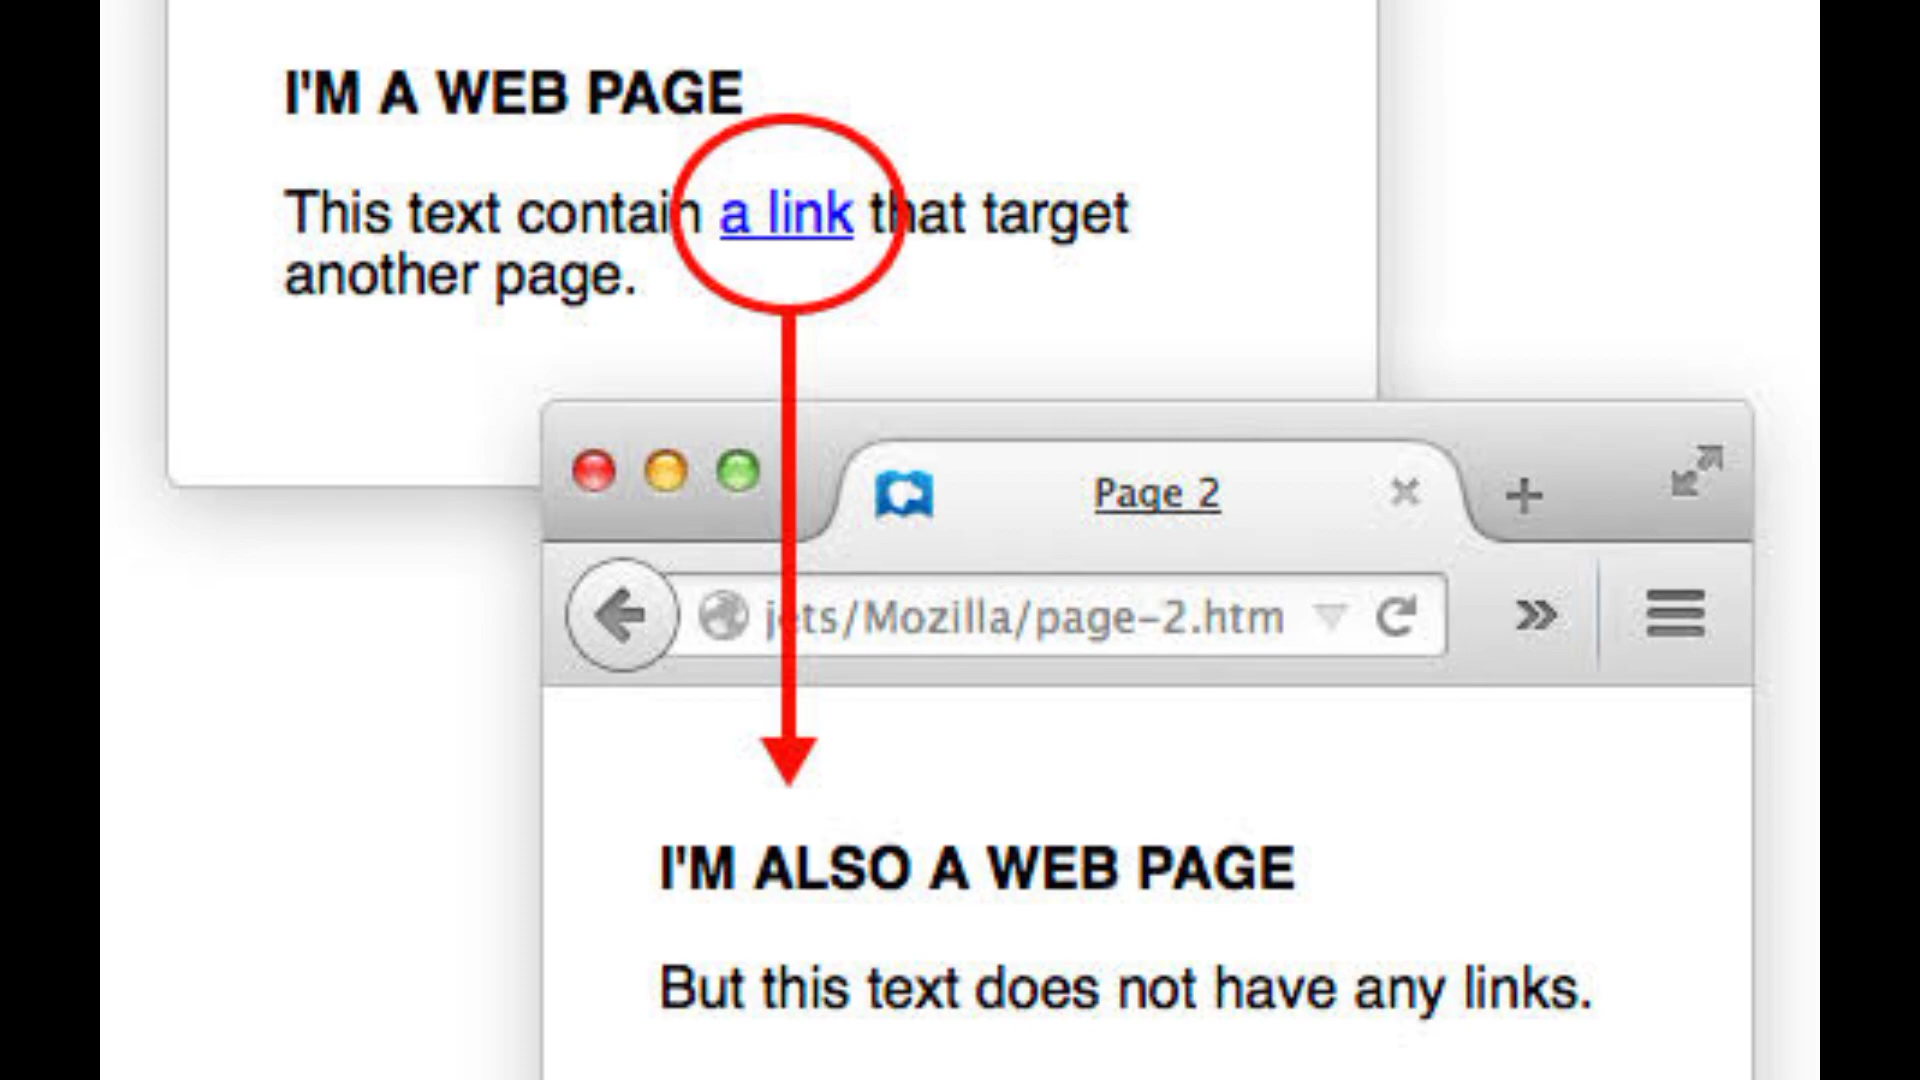 I'M A WEB PAGE
This text contain a link that target
another page.
Page 2
jets/Mozilla/page-2.htm
I'M ALSO A WEB PAGE
But this text does not have any links.